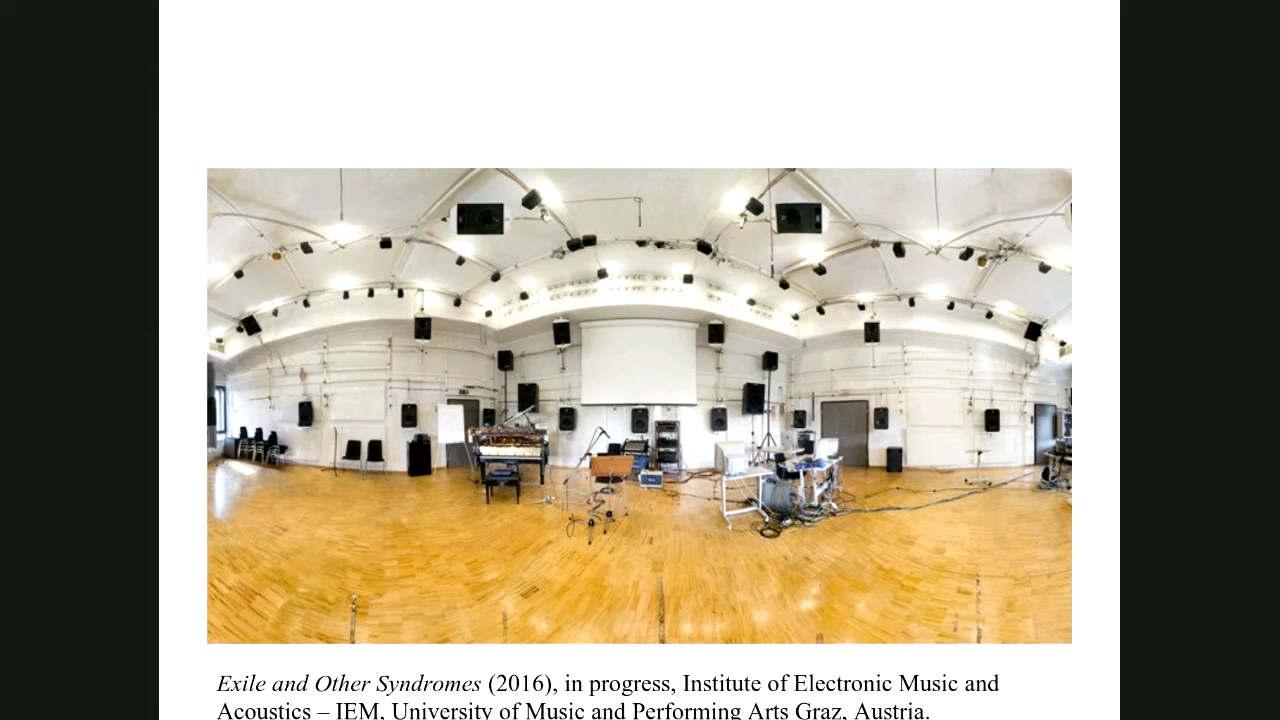 Exile and Other Syndromes (2016), in progress, Institute of Electronic Music and
Acoustics – IEM, University of Music and Performing Arts Graz, Austria.